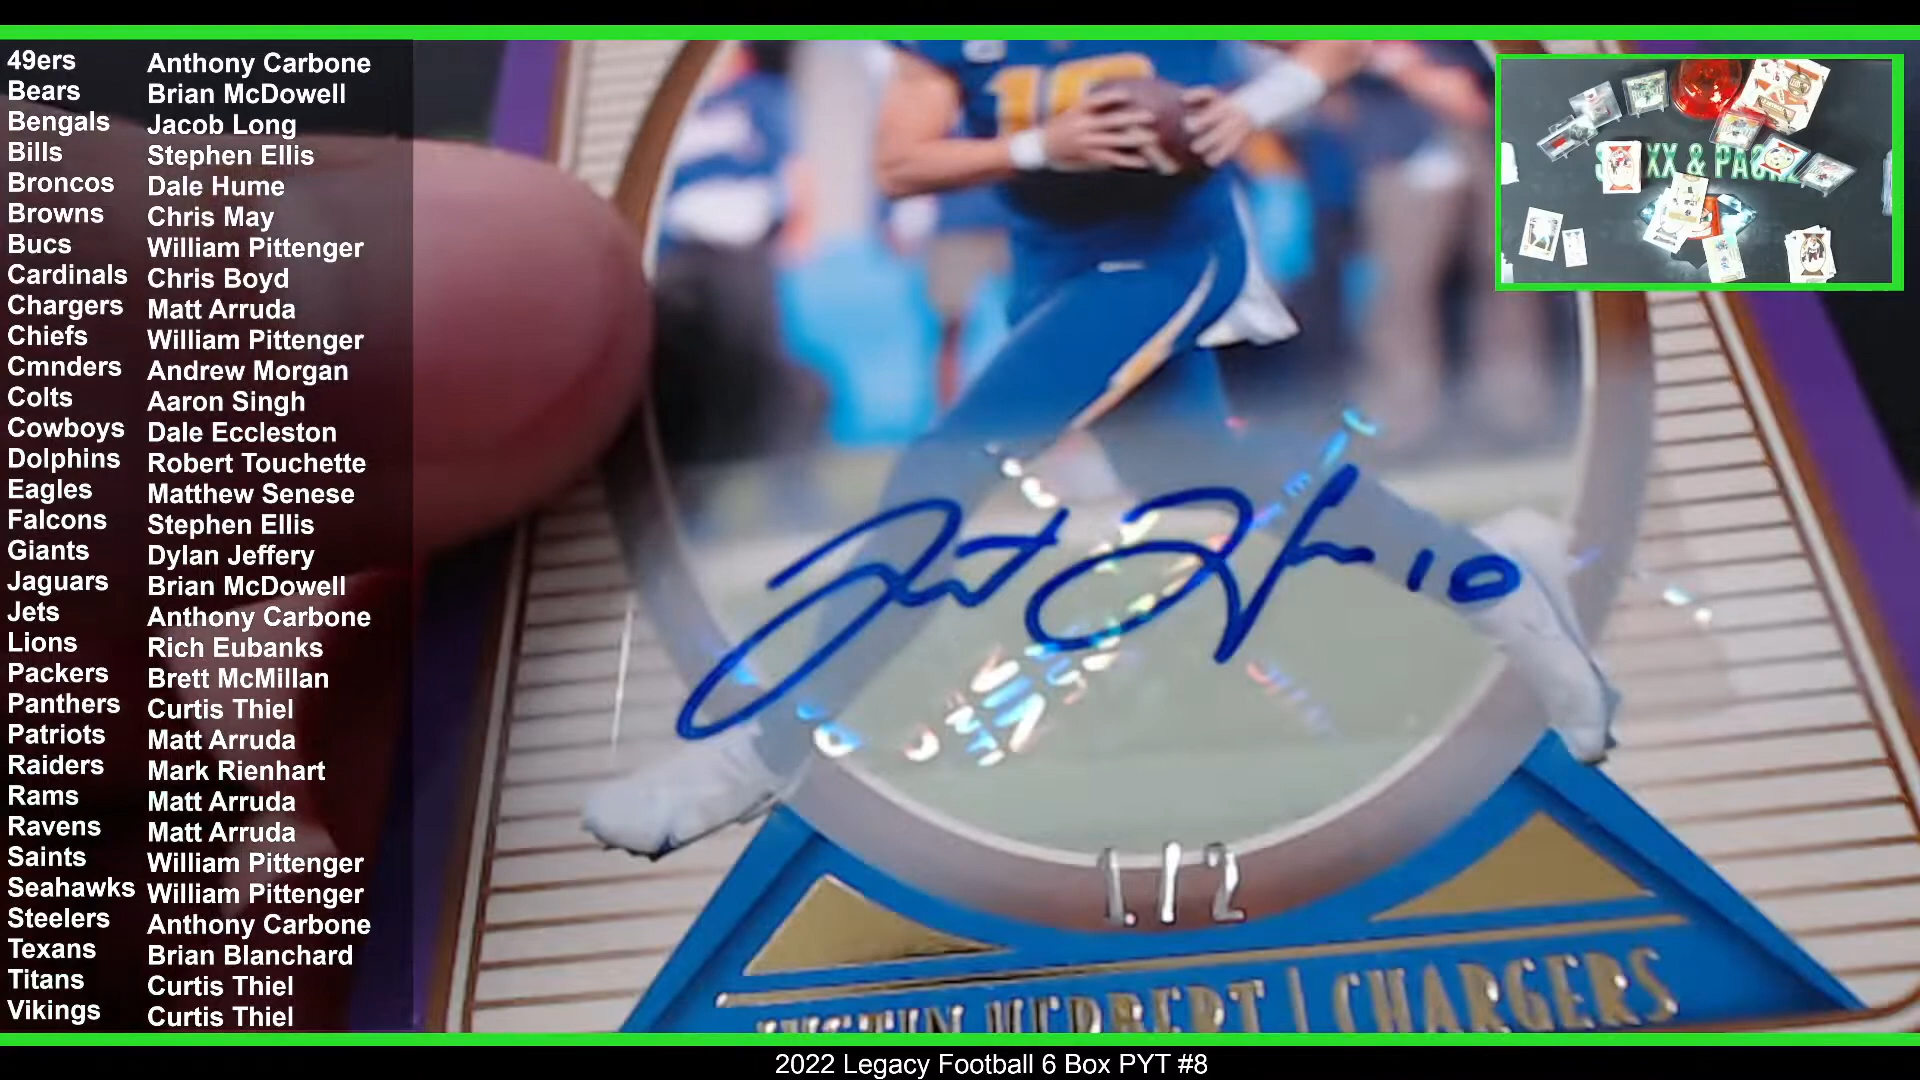 49ers Anthony Carbone
Bears Brian McDowell
Bengals Jacob Long
Bills Stephen Ellis
Broncos Dale Hume
Browns Chris May
Bucs William Pittenger
Cardinals Chris Boyd
Chargers Matt Arruda
Chiefs William Pittenger
Cmnders Andrew Morgan
Colts Aaron Singh
Cowboys Dale Eccleston
Dolphins Robert Touchette
Eagles Matthew Senese
Falcons Stephen Ellis
Giants Dylan Jeffery
Jaguars Brian McDowell
Jets Anthony Carbone
Lions Rich Eubanks
Packers Brett McMillan
Panthers Curtis Thiel
Patriots Matt Arruda
Raiders Mark Rienhart
Rams Matt Arruda
Ravens Matt Arruda
Saints William Pittenger
Seahawks William Pittenger
Steelers Anthony Carbone
Texans Brian Blanchard
Titans Curtis Thiel
Vikings Curtis Thiel
10
10
1/2
JUSTIN HERBERT | CHARGERS
2022 Legacy Football 6 Box PYT #8